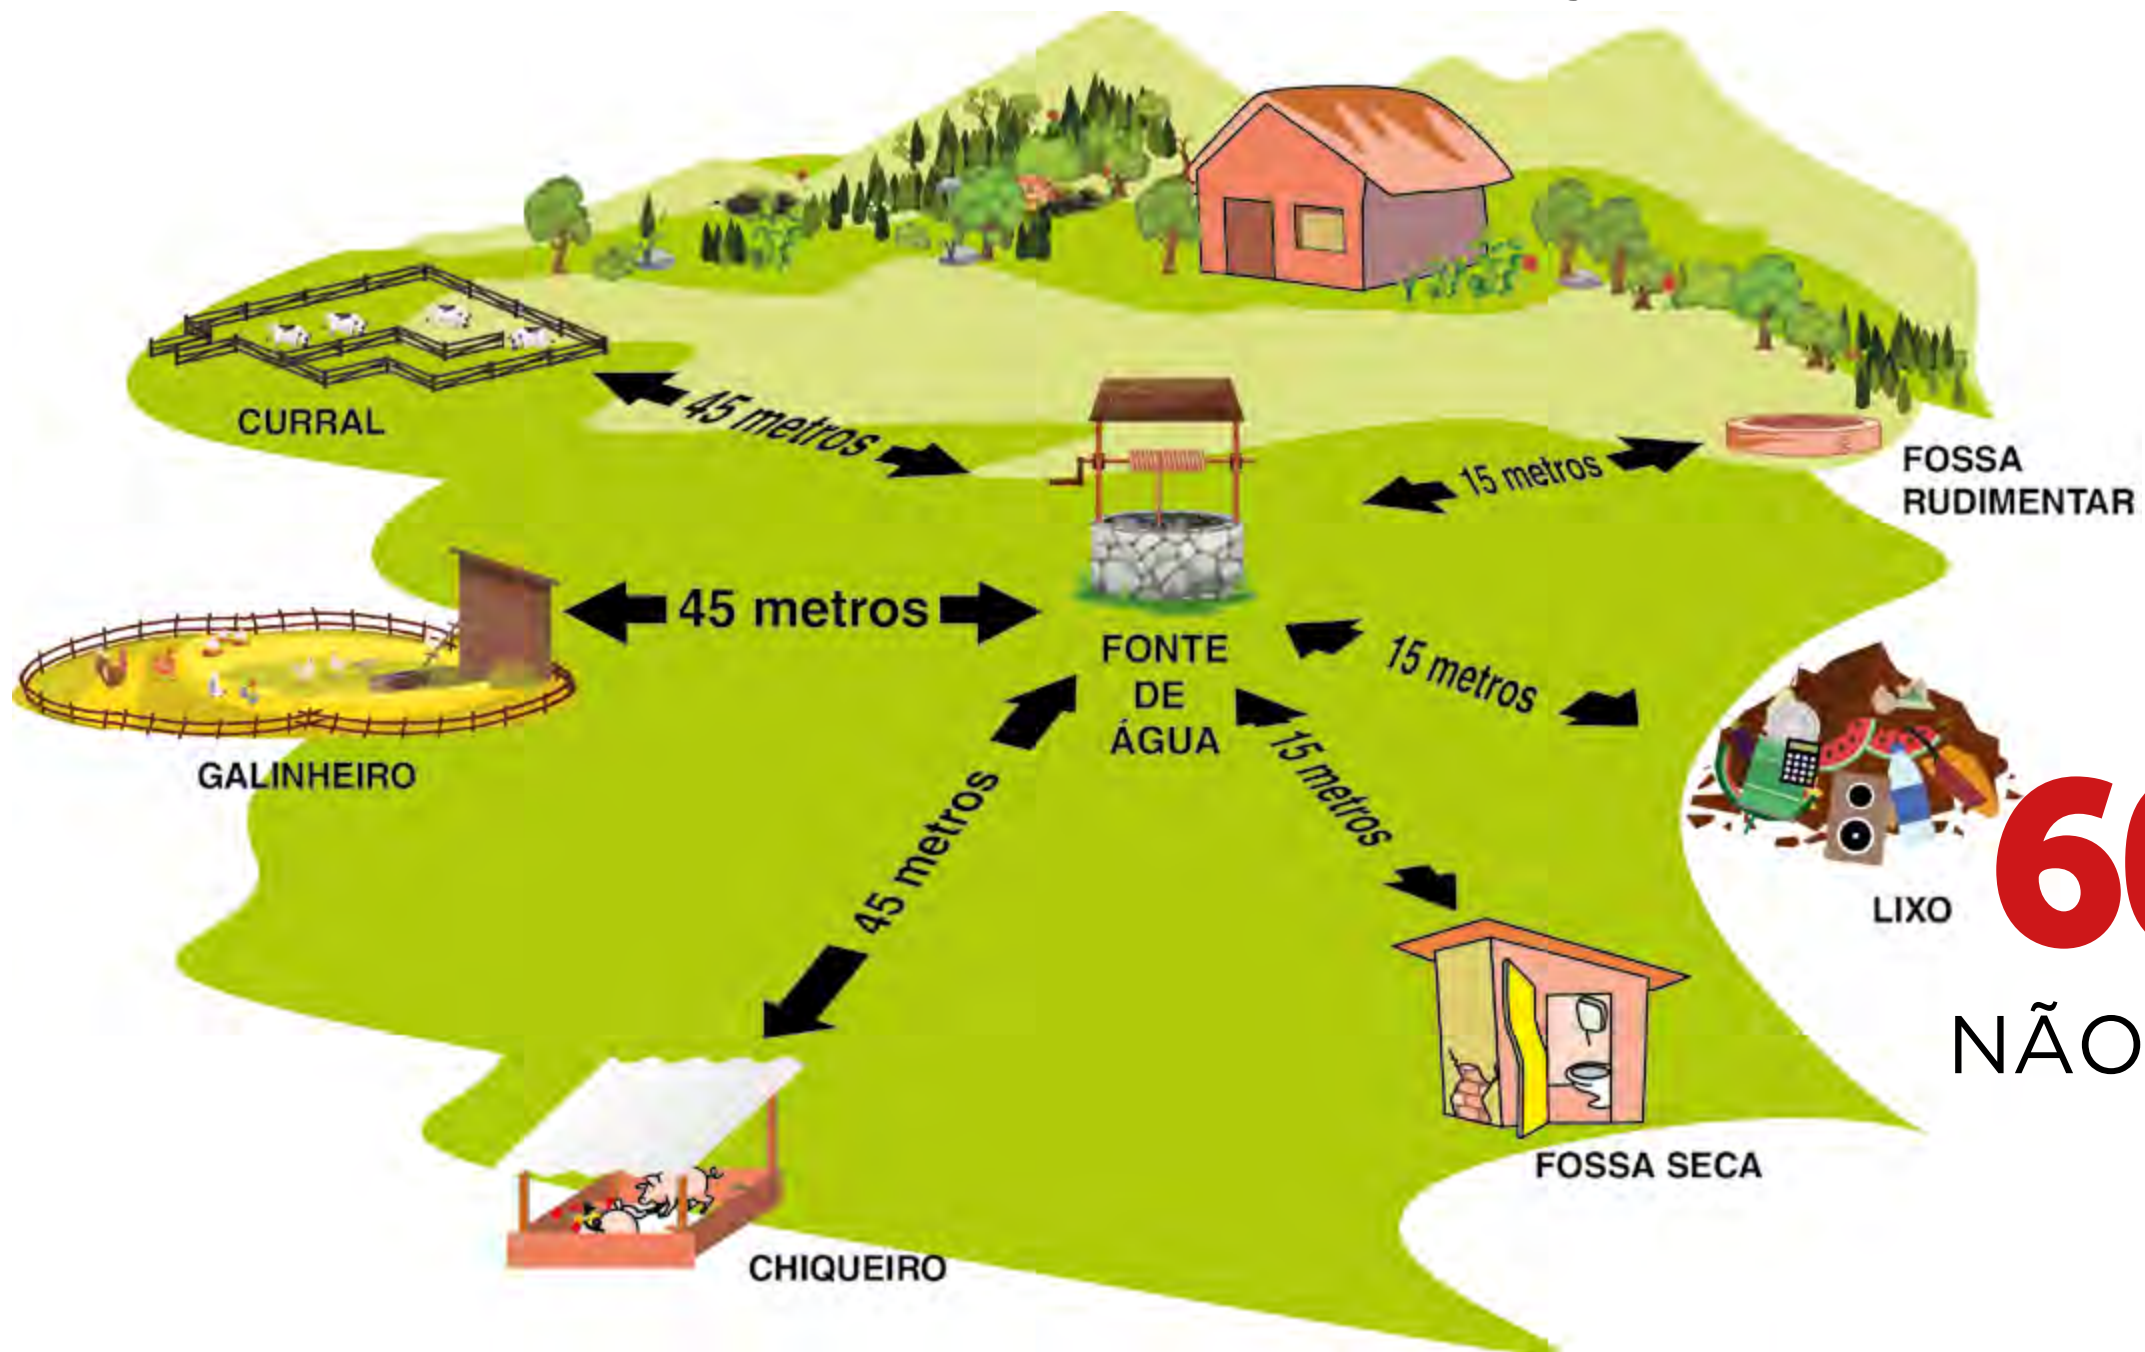 CURRAL
45 metros
15 metros
FOSSA
RUDIMENTAR
45 metros
FONTE
DE
ÁGUA
15 metros
GALINHEIRO
45 metros
15 metros
LIXO
NÃO
FOSSA SECA
CHIQUEIRO